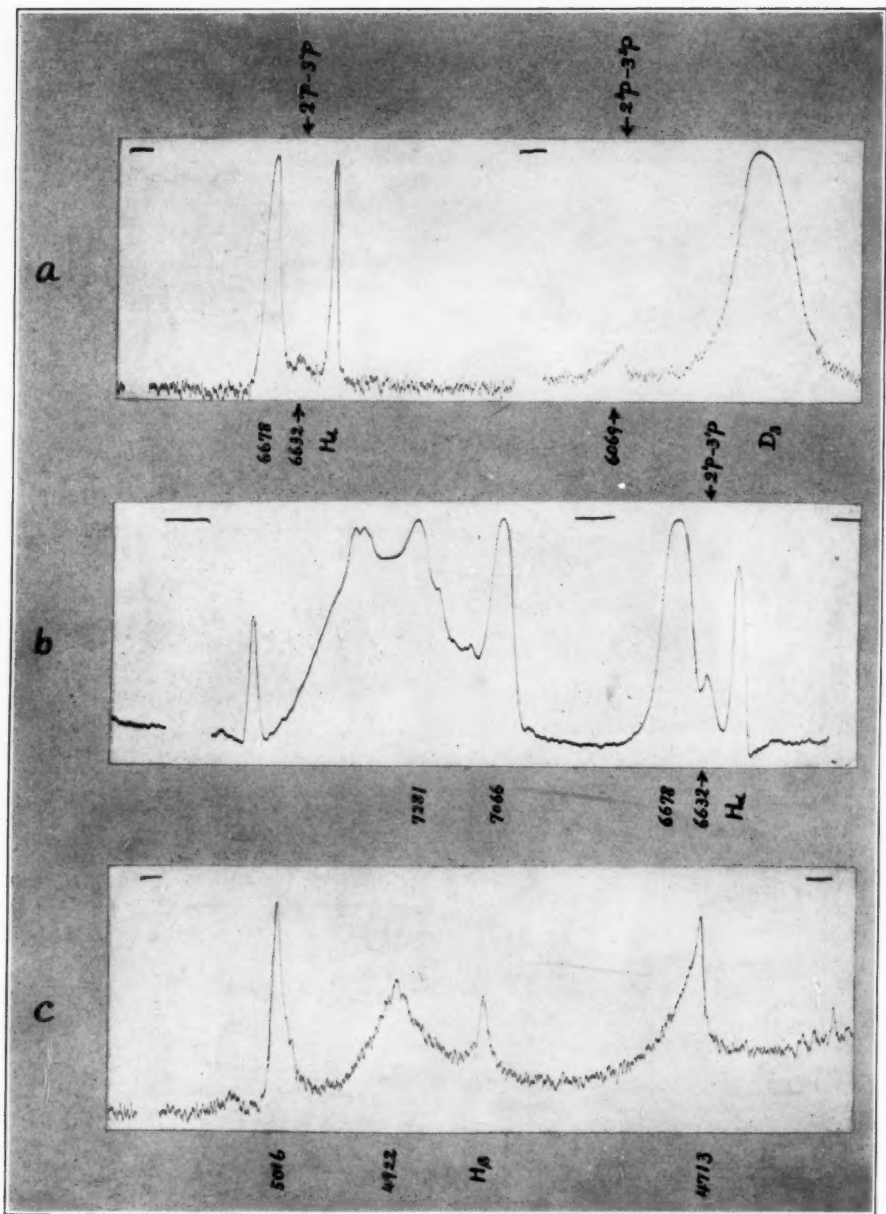 a
← 2¹P-3¹P
← 2³P-3³P
6678
6632→
Hα
6069→
D₃
b
← 2¹P-3¹P
7281
7066
6678
6632→
Hα
c
5016
4922
Hβ
4713